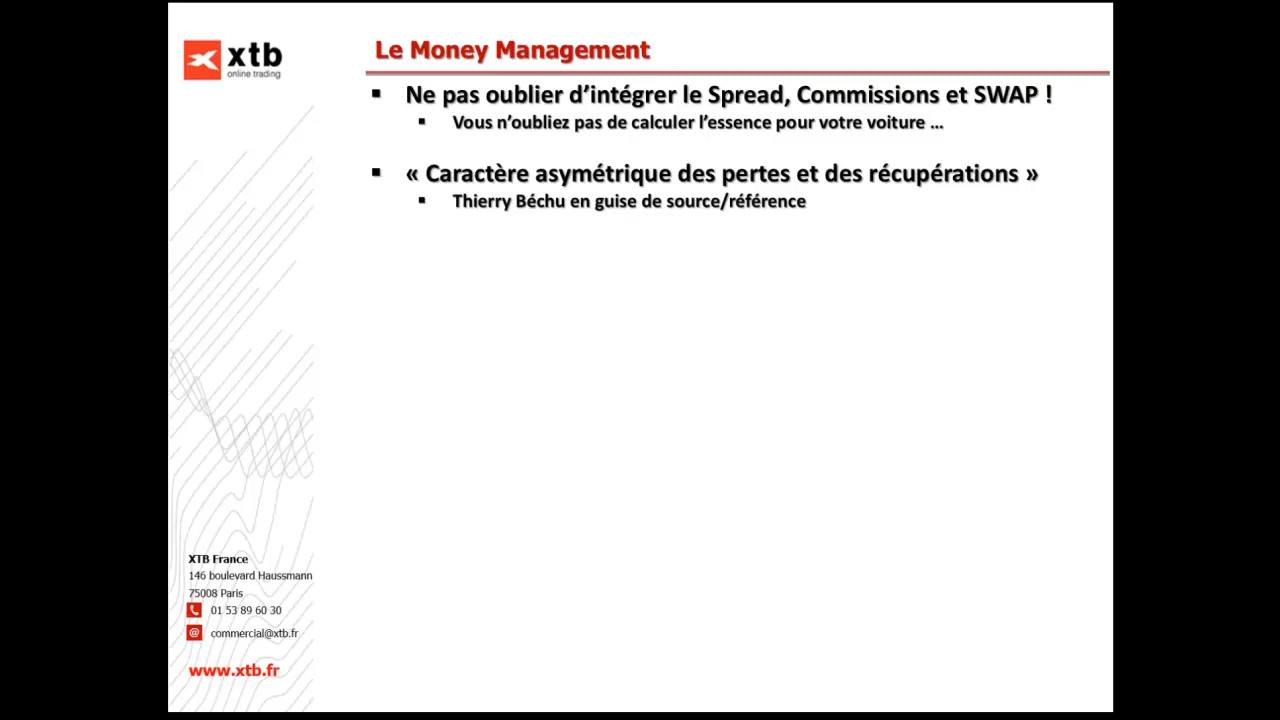 xtb
online trading
Le Money Management
▪ Ne pas oublier d’intégrer le Spread, Commissions et SWAP !
▪ Vous n’oubliez pas de calculer l’essence pour votre voiture …
▪ « Caractère asymétrique des pertes et des récupérations »
▪ Thierry Béchu en guise de source/référence
XTB France
146 boulevard Haussmann
75008 Paris
01 53 89 60 30
@ commercial@xtb.fr
www.xtb.fr